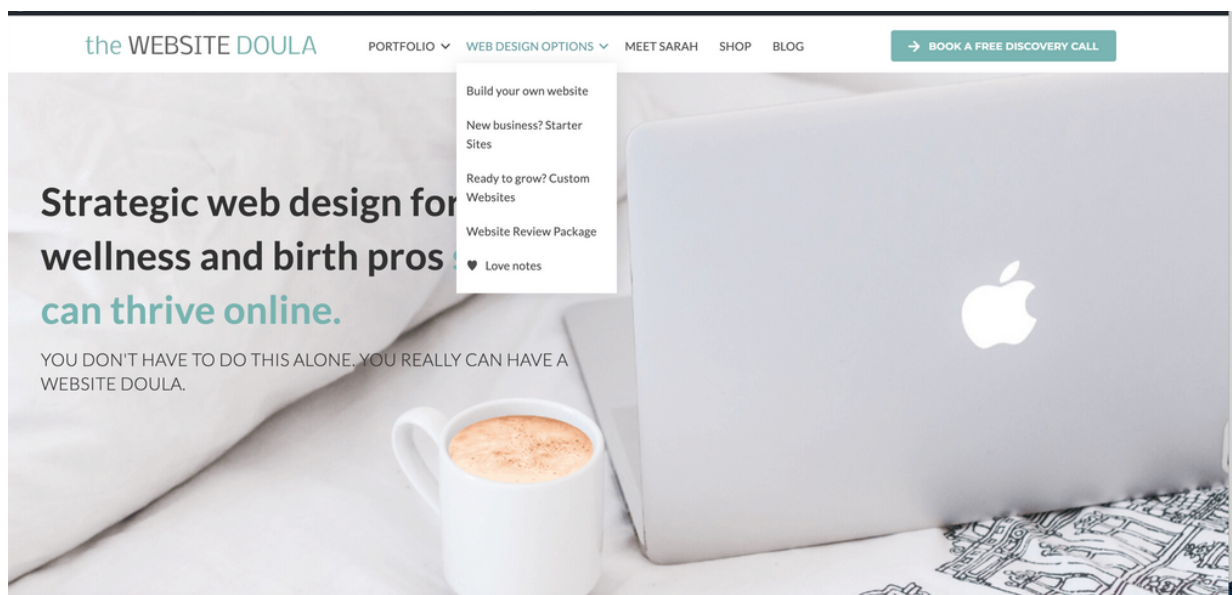 the WEBSITE DOULA
PORTFOLIO
WEB DESIGN OPTIONS
MEET SARAH
SHOP
BLOG
BOOK A FREE DISCOVERY CALL
Build your own website
New business? Starter
Sites
Ready to grow? Custom
Websites
Website Review Package
Love notes
Strategic web design for
wellness and birth pros
can thrive online.
YOU DON'T HAVE TO DO THIS ALONE. YOU REALLY CAN HAVE A
WEBSITE DOULA.